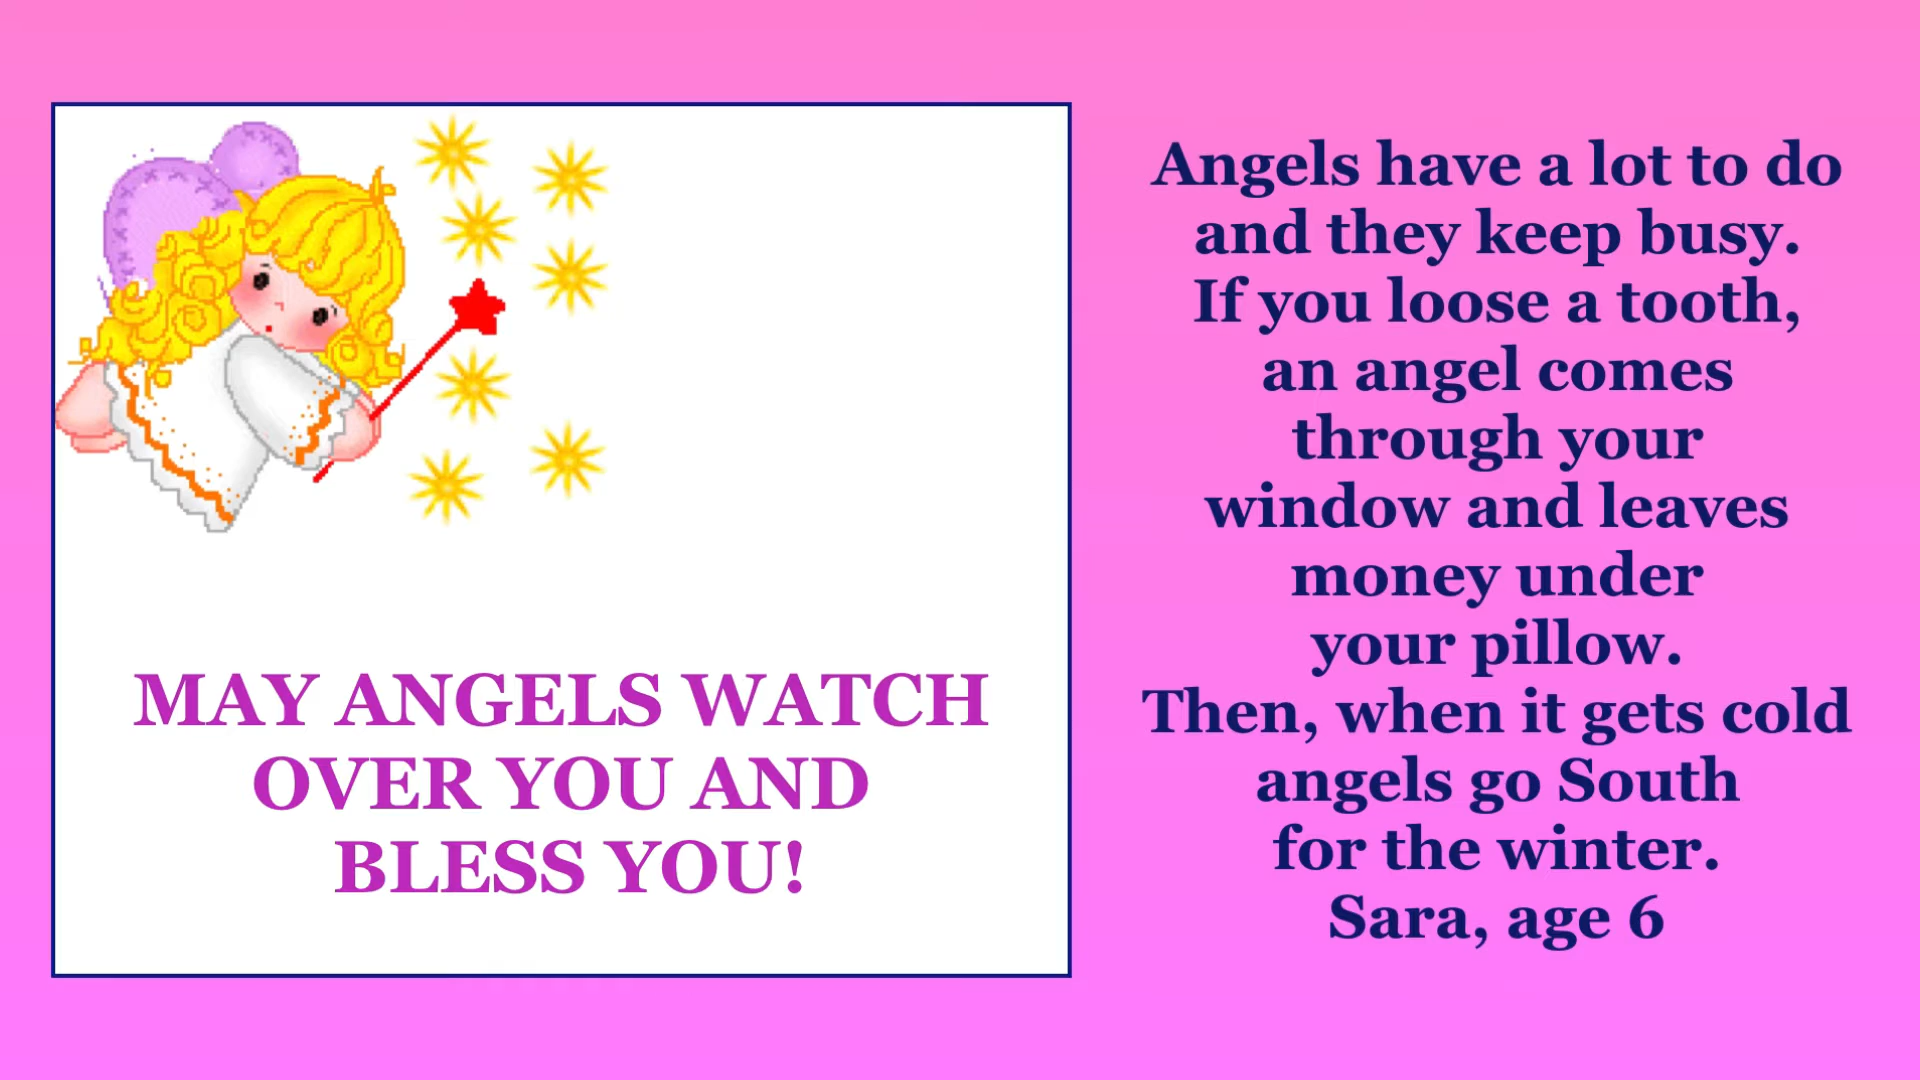 MAY ANGELS WATCH
OVER YOU AND
BLESS YOU!
Angels have a lot to do
and they keep busy.
If you loose a tooth,
an angel comes
through your
window and leaves
money under
your pillow.
Then, when it gets cold
angels go South
for the winter.
Sara, age 6